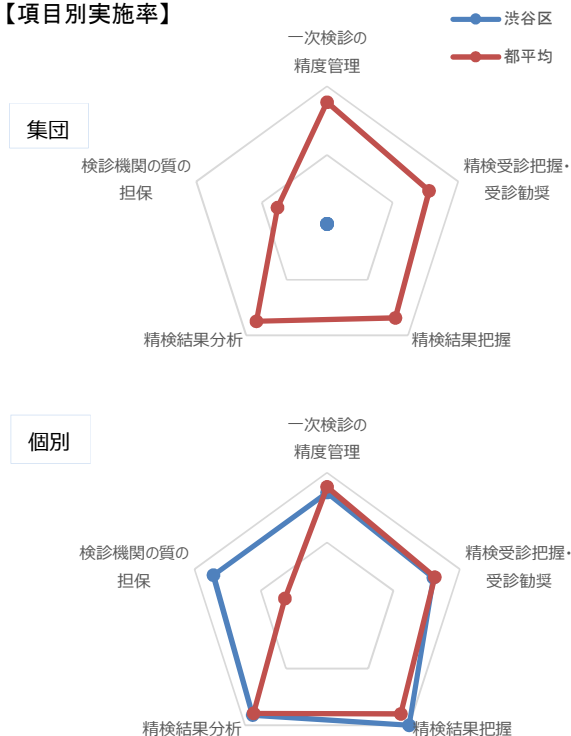 【項目別実施率】
渋谷区
都平均
集団
一次検診の
精度管理
精検受診把握・
受診勧奨
精検結果把握
精検結果分析
検診機関の質の
担保
個別
一次検診の
精度管理
精検受診把握・
受診勧奨
精検結果把握
精検結果分析
検診機関の質の
担保